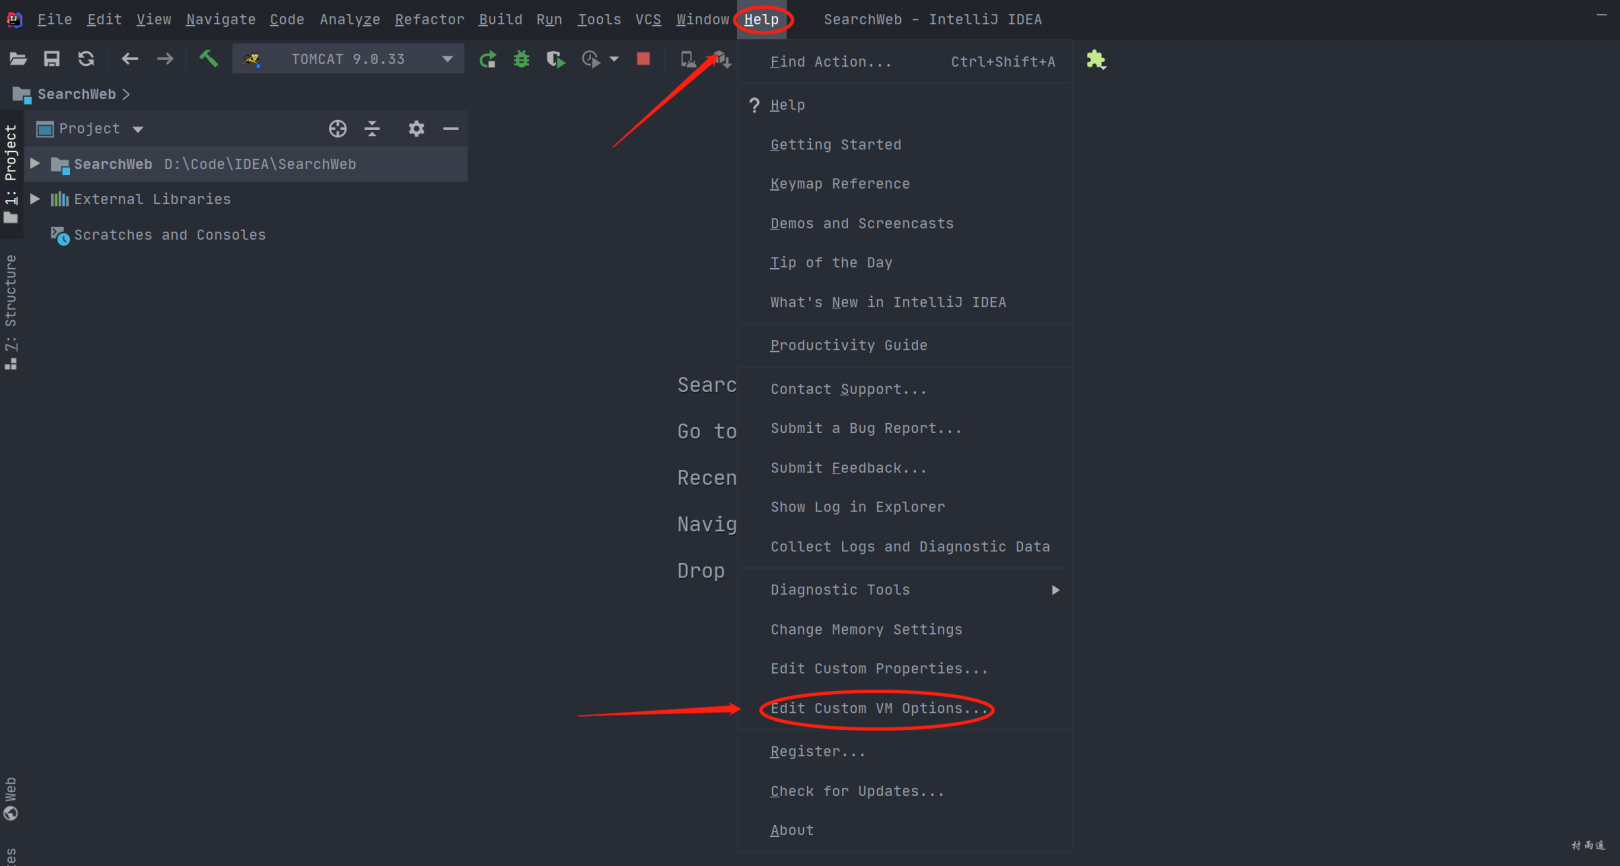 File Edit View Navigate Code Analyze Refactor Build Run Tools VCS Window Help SearchWeb - IntelliJ IDEA
TOMCAT 9.0.33
SearchWeb
Project
SearchWeb D:\Code\IDEA\SearchWeb
External Libraries
Scratches and Consoles
1: Project
7: Structure
Web
Searc
Go to
Recen
Navig
Drop
Find Action... Ctrl+Shift+A
? Help
Getting Started
Keymap Reference
Demos and Screencasts
Tip of the Day
What's New in IntelliJ IDEA
Productivity Guide
Contact Support...
Submit a Bug Report...
Submit Feedback...
Show Log in Explorer
Collect Logs and Diagnostic Data
Diagnostic Tools
Change Memory Settings
Edit Custom Properties...
Edit Custom VM Options...
Register...
Check for Updates...
About
村雨遥